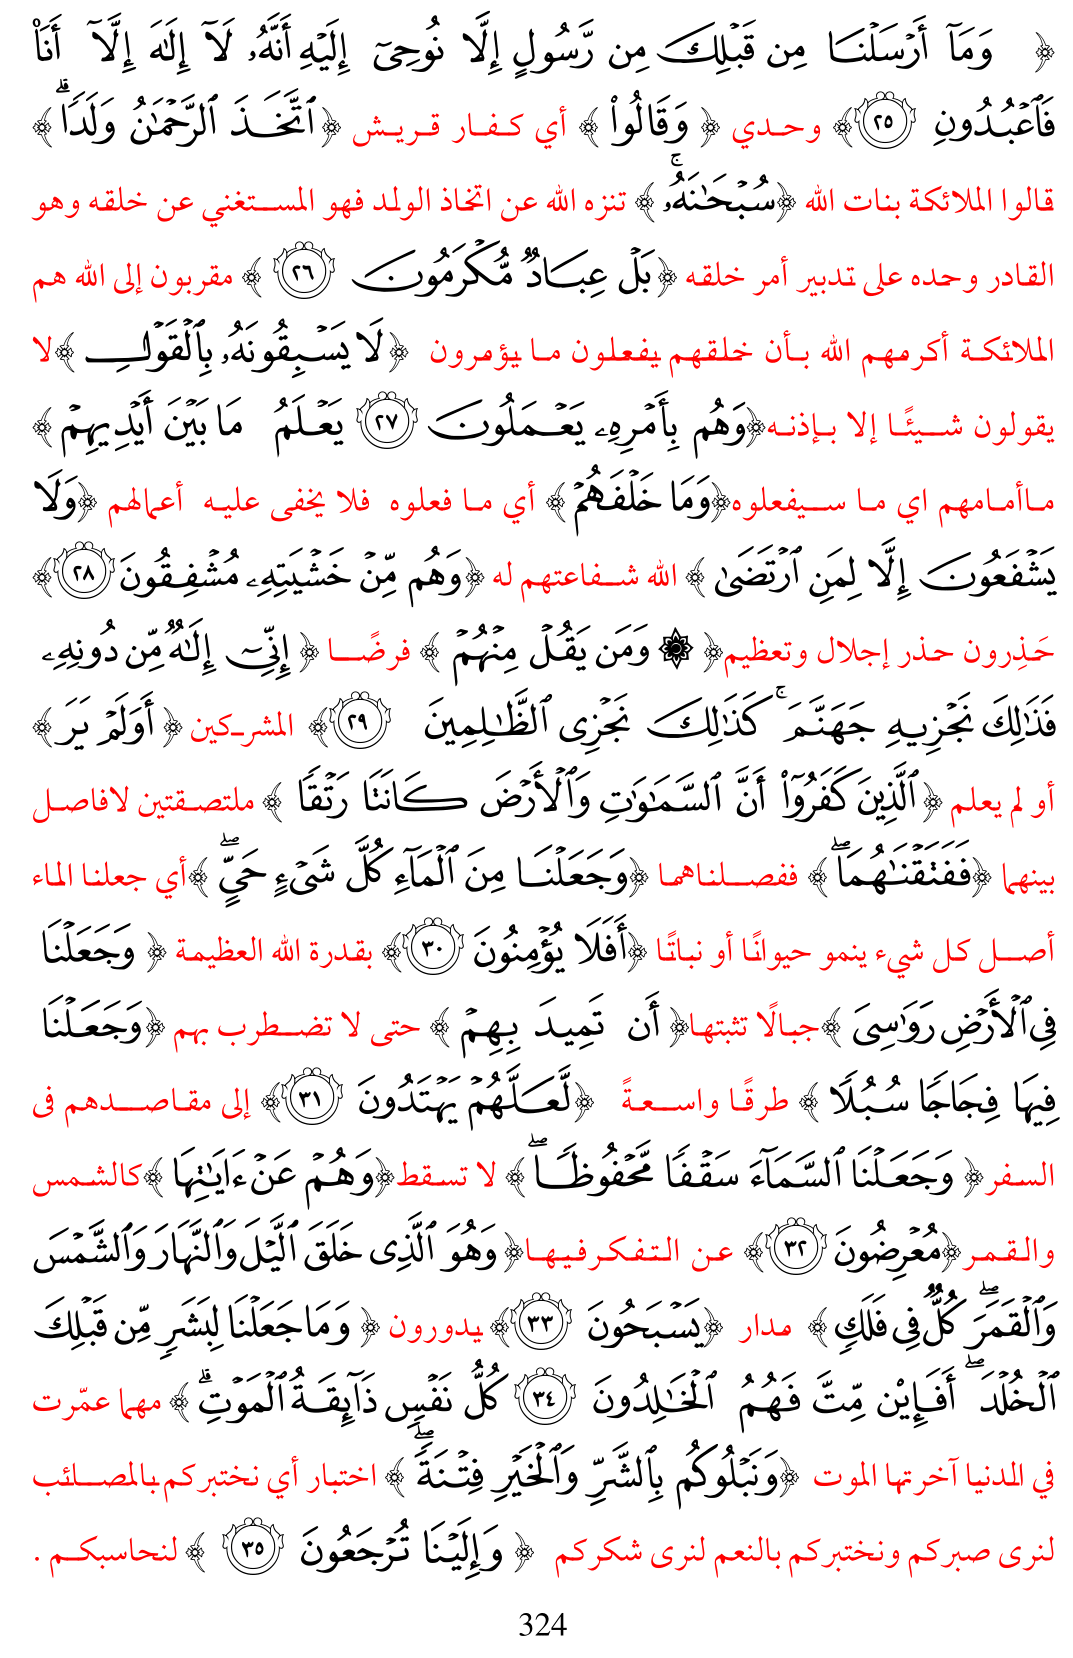 ﴿ وَمَآ أَرۡسَلۡنَا مِن قَبۡلِكَ مِن رَّسُولٍ إِلَّا نُوحِيٓ إِلَيۡهِ أَنَّهُۥ لَآ إِلَٰهَ إِلَّآ أَنَا۠
فَٱعۡبُدُونِ ٢٥﴾ وحدي ﴿ وَقَالُواْ ﴾ أي كفار قريش ﴿ ٱتَّخَذَ ٱلرَّحۡمَٰنُ وَلَدٗاۗ ﴾
قالوا الملائكة بنات الله ﴿سُبۡحَٰنَهُۥۚ ﴾ تنزه الله عن اتخاذ الولد فهو المستغني عن خلقه وهو
القادر وحده على تدبير أمر خلقه ﴿ بَلۡ عِبَادٞ مُّكۡرَمُونَ ٢٦ ﴾ مقربون إلى الله هم
الملائكة أكرمهم الله بأن خلقهم يفعلون ما يؤمرون ﴿ لَا يَسۡبِقُونَهُۥ بِٱلۡقَوۡلِ ﴾لا
يقولون شيئًا إلا بإذنه﴿وَهُم بِأَمۡرِهِۦ يَعۡمَلُونَ ٢٧ يَعۡلَمُ مَا بَيۡنَ أَيۡدِيهِمۡ ﴾
ماأمامهم اي ما سيفعلوه﴿وَمَا خَلۡفَهُمۡ ﴾ أي ما فعلوه فلا يخفى عليه أعمالهم ﴿وَلَا
يَشۡفَعُونَ إِلَّا لِمَنِ ٱرۡتَضَىٰ ﴾ الله شفاعتهم له ﴿وَهُم مِّنۡ خَشۡيَتِهِۦ مُشۡفِقُونَ ٢٨﴾
حَذِرون حذر إجلال وتعظيم﴿ ۞ وَمَن يَقُلۡ مِنۡهُمۡ ﴾ فرضًا ﴿ إِنِّيٓ إِلَٰهٞ مِّن دُونِهِۦ
فَذَٰلِكَ نَجۡزِيهِ جَهَنَّمَۚ كَذَٰلِكَ نَجۡزِي ٱلظَّٰلِمِينَ ٢٩﴾ المشركين ﴿ أَوَلَمۡ يَرَ ﴾
أو لم يعلم ﴿ ٱلَّذِينَ كَفَرُوٓاْ أَنَّ ٱلسَّمَٰوَٰتِ وَٱلۡأَرۡضَ كَانَتَا رَتۡقٗا ﴾ ملتصقتين لافاصل
بينهما ﴿فَفَتَقۡنَٰهُمَاۖ ﴾ ففصلناهما ﴿وَجَعَلۡنَا مِنَ ٱلۡمَآءِ كُلَّ شَيۡءٍ حَيٍّۚۖ ﴾أي جعلنا الماء
أصل كل شيء ينمو حيوانًا أو نباتًا ﴿أَفَلَا يُؤۡمِنُونَ ٣٠﴾ بقدرة الله العظيمة ﴿ وَجَعَلۡنَا
فِي ٱلۡأَرۡضِ رَوَٰسِيَ ﴾جبالًا تثبتها﴿ أَن تَمِيدَ بِهِمۡ ﴾ حتى لا تضطرب بهم ﴿وَجَعَلۡنَا
فِيهَا فِجَاجٗا سُبُلٗا ﴾ طرقًا واسعةً ﴿لَّعَلَّهُمۡ يَهۡتَدُونَ ٣١﴾ إلى مقاصدهم فى
السفر﴿ وَجَعَلۡنَا ٱلسَّمَآءَ سَقۡفٗا مَّحۡفُوظٗاۖ ﴾ لا تسقط﴿وَهُمۡ عَنۡ ءَايَٰتِهَا ﴾كالشمس
والقمر﴿مُعۡرِضُونَ ٣٢﴾ عن التفكرفيها﴿ وَهُوَ ٱلَّذِي خَلَقَ ٱلَّيۡلَ وَٱلنَّهَارَ وَٱلشَّمۡسَ
وَٱلۡقَمَرَۖ كُلّٞ فِي فَلَكٖ ﴾ مدار ﴿يَسۡبَحُونَ ٣٣﴾يدورون ﴿ وَمَا جَعَلۡنَا لِبَشَرٖ مِّن قَبۡلِكَ
ٱلۡخُلۡدَۖ أَفَإِيْن مِّتَّ فَهُمُ ٱلۡخَٰلِدُونَ ٣٤ كُلُّ نَفۡسٖ ذَآئِقَةُ ٱلۡمَوۡتِۗ ﴾ مهما عمّرت
في الدنيا آخرتها الموت ﴿وَنَبۡلُوكُم بِٱلشَّرِّ وَٱلۡخَيۡرِ فِتۡنَةٗۖ ﴾ اختبار أي نختبركم بالمصائب
لنرى صبركم ونختبركم بالنعم لنرى شكركم ﴿ وَإِلَيۡنَا تُرۡجَعُونَ ٣٥ ﴾ لنحاسبكم .
324